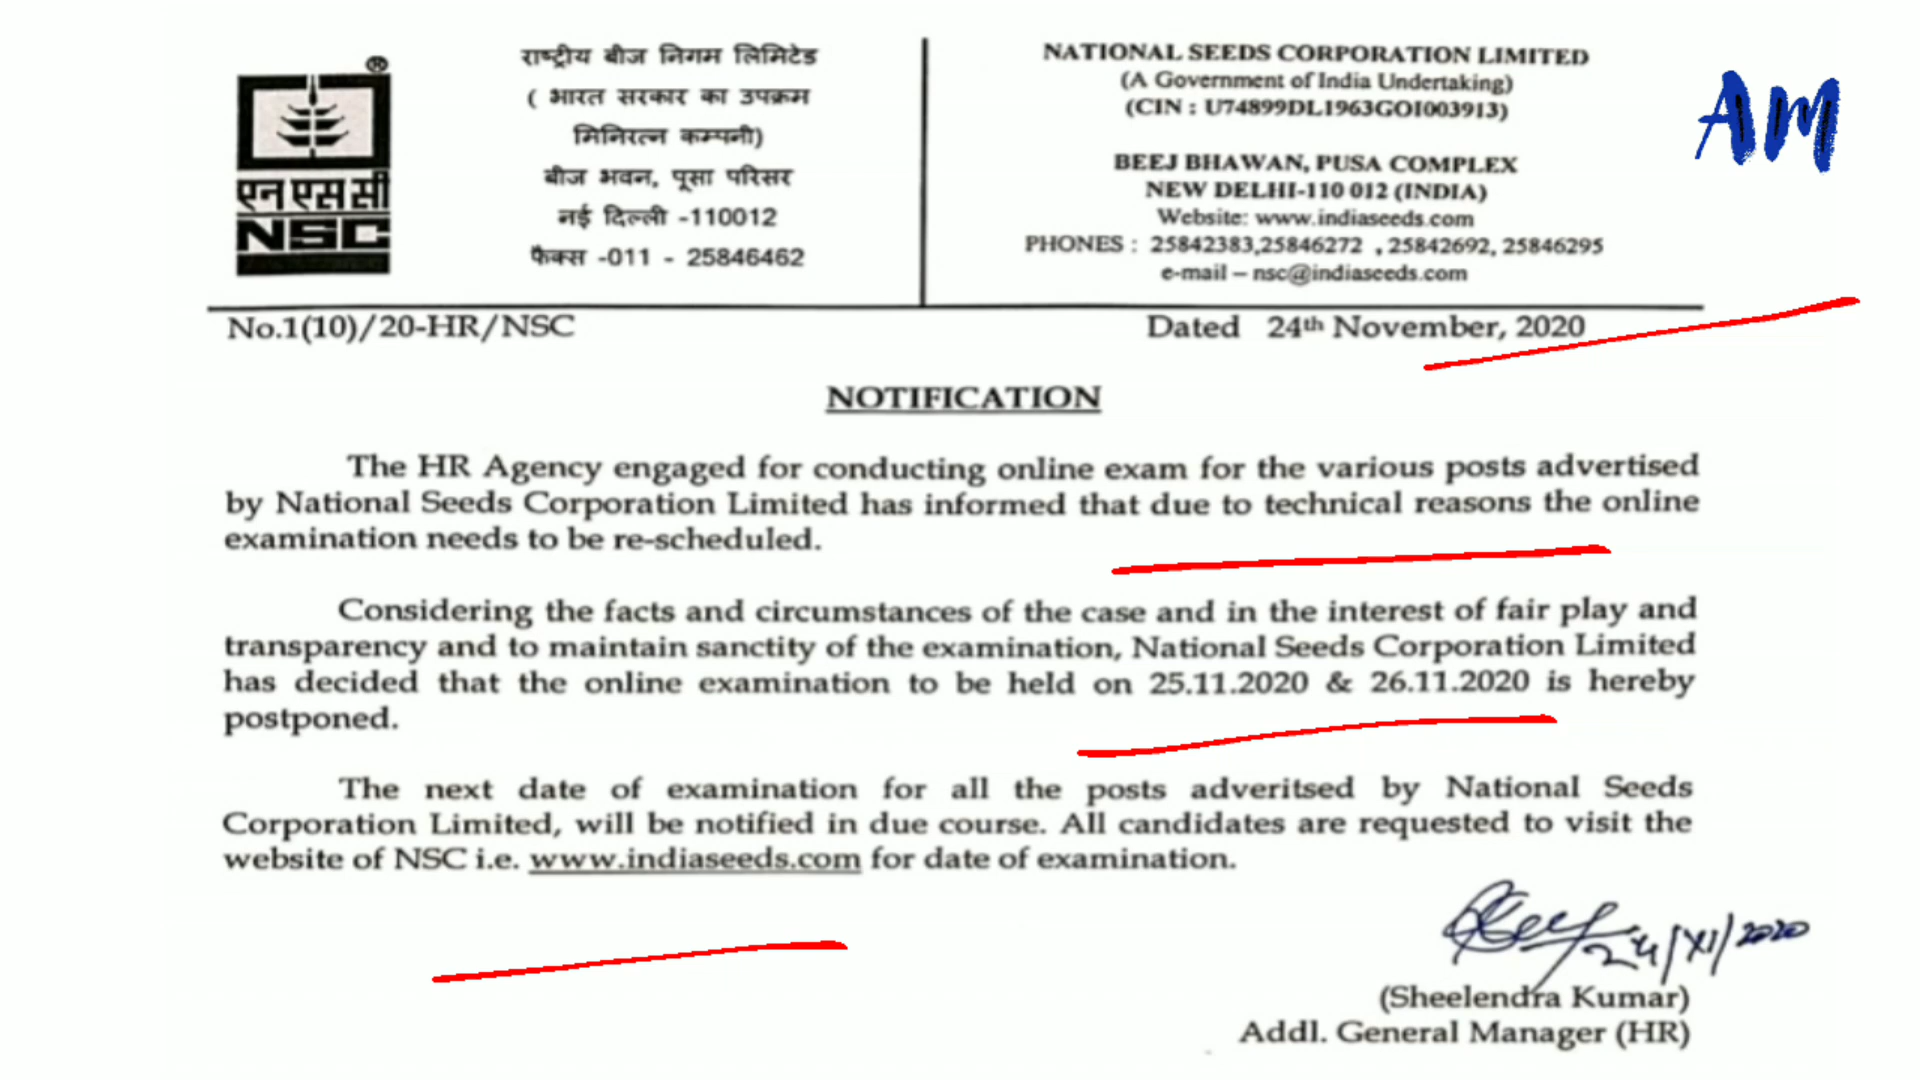 ®
एन एस सी
NSC
राष्ट्रीय बीज निगम लिमिटेड
( भारत सरकार का उपक्रम
मिनिरत्न कम्पनी)
बीज भवन, पूसा परिसर
नई दिल्ली -110012
फैक्स -011 - 25846462
NATIONAL SEEDS CORPORATION LIMITED
(A Government of India Undertaking)
(CIN : U74899DL1963GOI003913)
BEEJ BHAWAN, PUSA COMPLEX
NEW DELHI-110 012 (INDIA)
Website: www.indiaseeds.com
PHONES : 25842383,25846272 , 25842692, 25846295
e-mail – nsc@indiaseeds.com
AM
No.1(10)/20-HR/NSC Dated 24th November, 2020
NOTIFICATION
The HR Agency engaged for conducting online exam for the various posts advertised
by National Seeds Corporation Limited has informed that due to technical reasons the online
examination needs to be re-scheduled.
Considering the facts and circumstances of the case and in the interest of fair play and
transparency and to maintain sanctity of the examination, National Seeds Corporation Limited
has decided that the online examination to be held on 25.11.2020 & 26.11.2020 is hereby
postponed.
The next date of examination for all the posts adveritsed by National Seeds
Corporation Limited, will be notified in due course. All candidates are requested to visit the
website of NSC i.e. www.indiaseeds.com for date of examination.
24/XI/2020
(Sheelendra Kumar)
Addl. General Manager (HR)